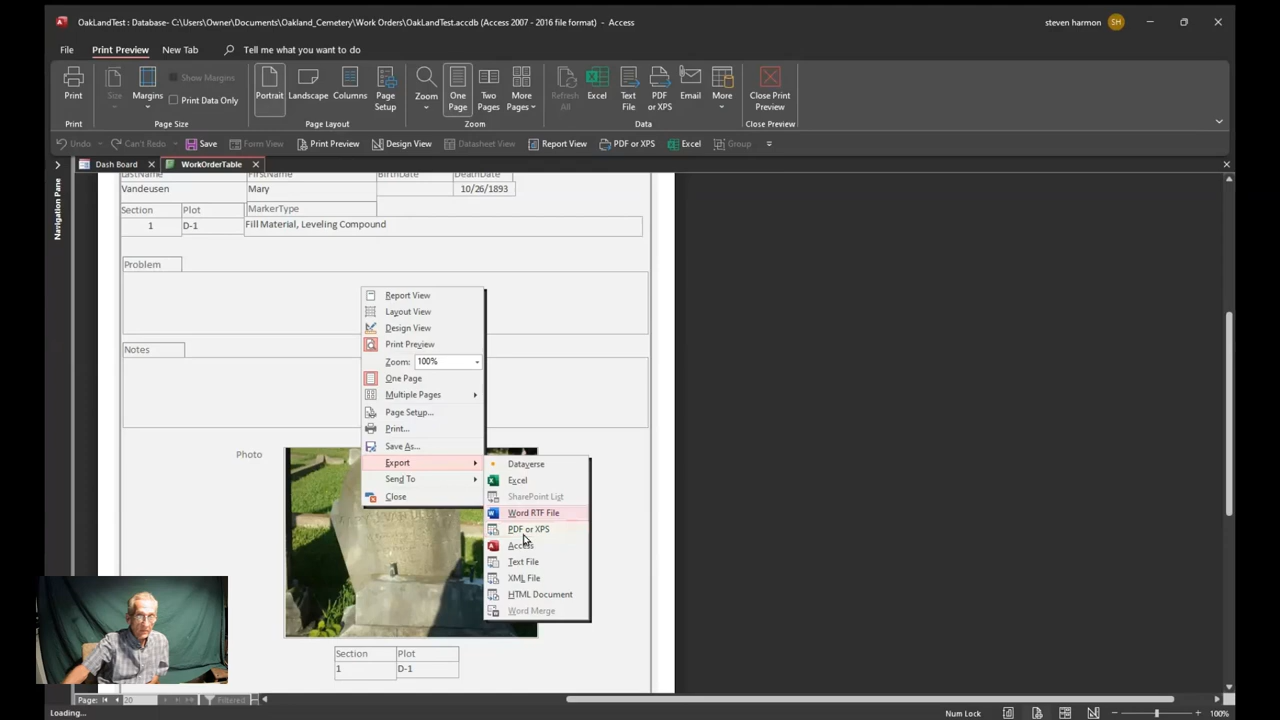 OakLandTest : Database- C:\Users\Owner\Documents\Oakland_Cemetery\Work Orders\OakLandTest.accdb (Access 2007 - 2016 file format) - Access
steven harmon SH
File Print Preview New Tab Tell me what you want to do
Print Size Margins Show Margins Print Data Only
Portrait Landscape Columns Page Setup
Zoom One Page Two Pages More Pages
Refresh All Excel Text File PDF or XPS Email More
Close Print Preview
Print Page Size Page Layout Zoom Data Close Preview
Undo Can't Redo Save Form View Print Preview Design View Datasheet View Report View PDF or XPS Excel Group
Dash Board WorkOrderTable
Navigation Pane
LastName FirstName BirthDate DeathDate
Vandeusen Mary 10/26/1893
Section Plot MarkerType
1 D-1 Fill Material, Leveling Compound
Problem
Notes
Photo
Report View
Layout View
Design View
Print Preview
Zoom: 100%
One Page
Multiple Pages
Page Setup...
Print...
Save As...
Export
Send To
Close
Dataverse
Excel
SharePoint List
Word RTF File
PDF or XPS
Access
Text File
XML File
HTML Document
Word Merge
Section Plot
1 D-1
Page: 20 Filtered
Loading... Num Lock 100%